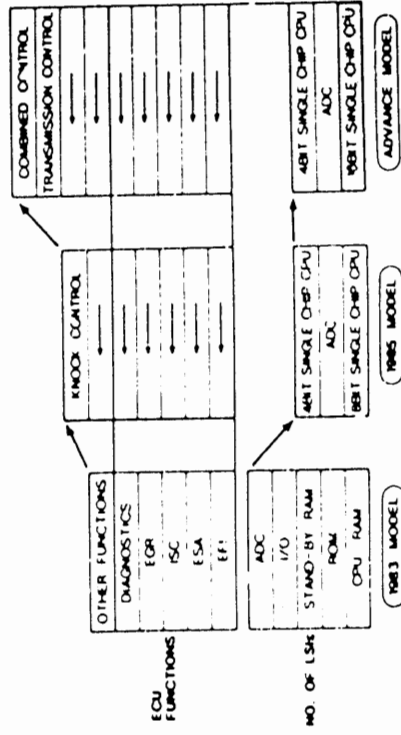 COMBINED CONTROL
TRANSMISSION CONTROL
KNOCK CONTROL
OTHER FUNCTIONS
DIAGNOSTICS
EGR
ISC
ESA
EFI
ECU
FUNCTIONS
ADC
I/O
STAND-BY RAM
ROM
CPU RAM
NO. OF LSIs
4BIT SINGLE CHIP CPU
ADC
8BIT SINGLE CHIP CPU
4BIT SINGLE CHIP CPU
ADC
16BIT SINGLE CHIP CPU
1983 MODEL
1985 MODEL
ADVANCE MODEL